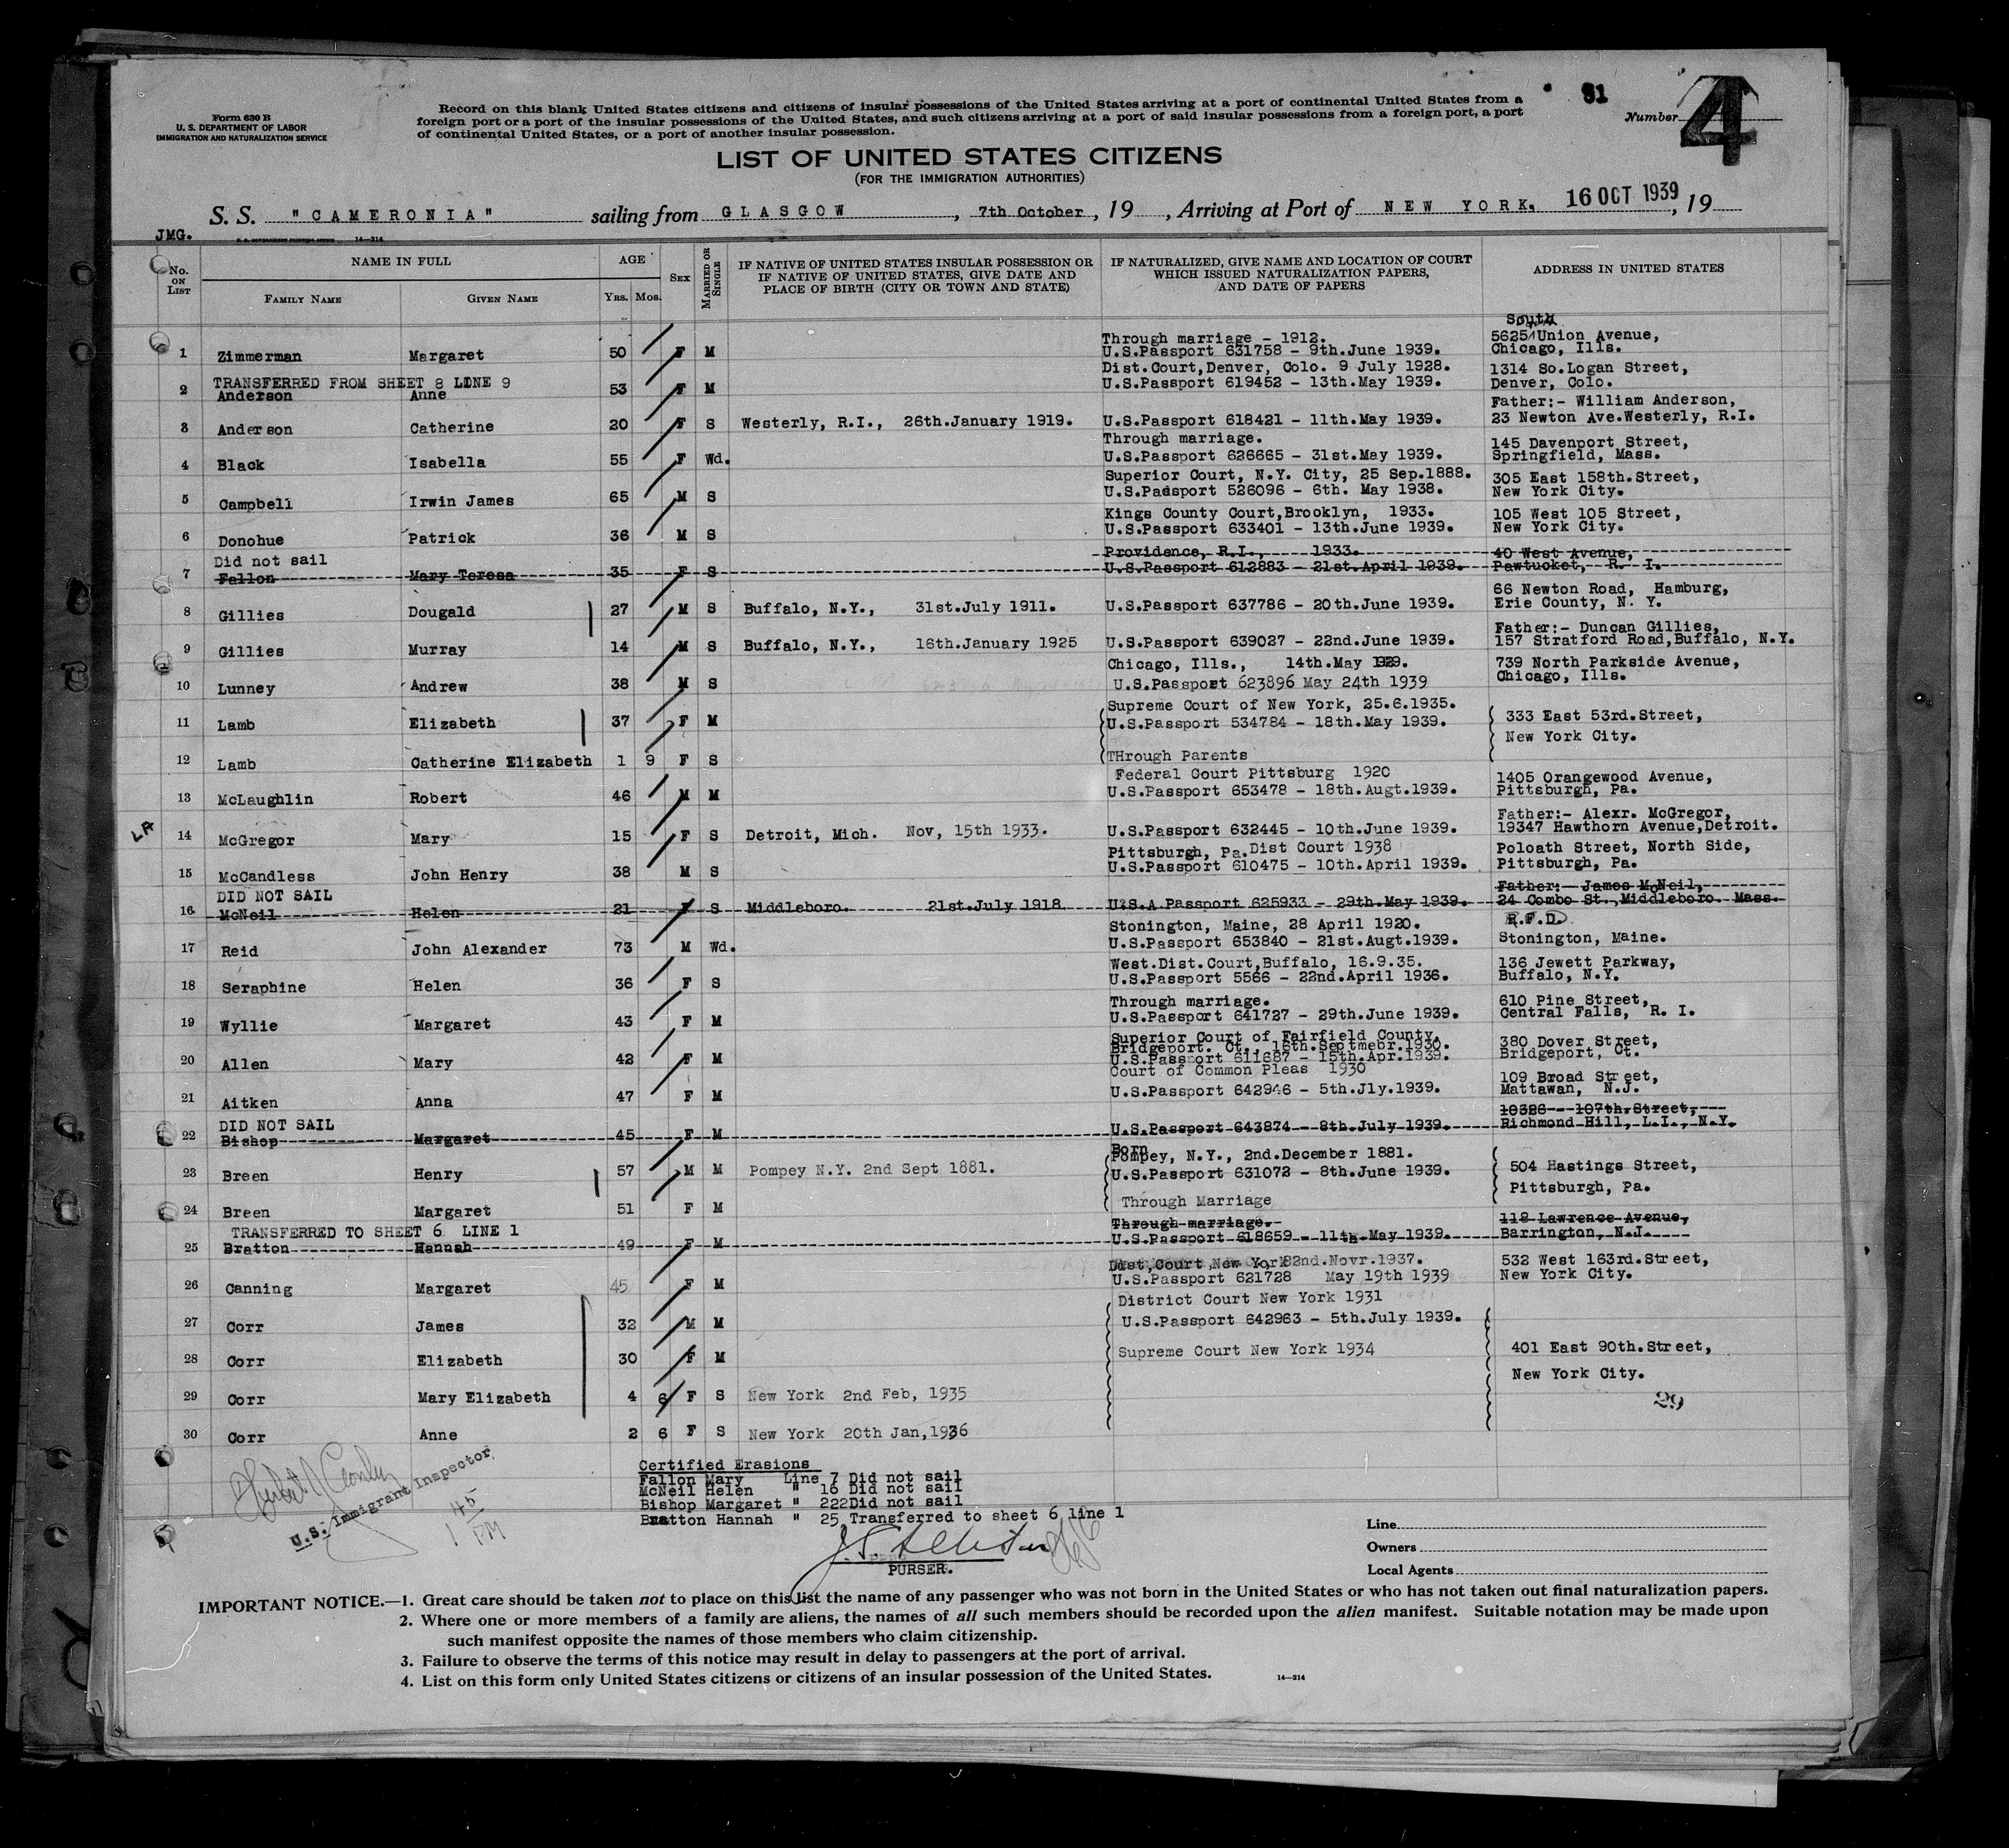 Form 630 B
U. S. DEPARTMENT OF LABOR
IMMIGRATION AND NATURALIZATION SERVICE
Record on this blank United States citizens and citizens of insular possessions of the United States arriving at a port of continental United States from a
foreign port or a port of the insular possessions of the United States, and such citizens arriving at a port of said insular possessions from a foreign port, a port
of continental United States, or a port of another insular possession.
81
Number 4
LIST OF UNITED STATES CITIZENS
(FOR THE IMMIGRATION AUTHORITIES)
S. S. "CAMERONIA" sailing from GLASGOW, 7th October, 19 , Arriving at Port of NEW YORK. 16 OCT 1939, 19
JMG. U. S. GOVERNMENT PRINTING OFFICE 14—214
No. ON LIST NAME IN FULL AGE SEX MARRIED OR SINGLE IF NATIVE OF UNITED STATES INSULAR POSSESSION OR IF NATIVE OF UNITED STATES, GIVE DATE AND PLACE OF BIRTH (CITY OR TOWN AND STATE) IF NATURALIZED, GIVE NAME AND LOCATION OF COURT WHICH ISSUED NATURALIZATION PAPERS, AND DATE OF PAPERS ADDRESS IN UNITED STATES
FAMILY NAME GIVEN NAME YRS. MOS.
South
Through marriage - 1912. 5625 Union Avenue,
1 Zimmerman Margaret 50 F M U.S.Passport 631758 - 9th.June 1939. Chicago, Ills.
TRANSFERRED FROM SHEET 8 LINE 9 Dist.Court,Denver, Colo. 9 July 1928. 1314 So.Logan Street,
2 Anderson Anne 53 F M U.S.Passport 619452 - 13th.May 1939. Denver, Colo.
Father:- William Anderson,
3 Anderson Catherine 20 F S Westerly, R.I., 26th.January 1919. U.S.Passport 618421 - 11th.May 1939. 23 Newton Ave.Westerly, R.I.
Through marriage. 145 Davenport Street,
4 Black Isabella 55 F Wd. U.S.Passport 626665 - 31st.May 1939. Springfield, Mass.
Superior Court, N.Y. City, 25 Sep.1888. 305 East 158th.Street,
5 Campbell Irwin James 65 M S U.S.Passport 526096 - 6th. May 1938. New York City.
Kings County Court,Brooklyn, 1933. 105 West 105 Street,
6 Donohue Patrick 36 M S U.S.Passport 633401 - 13th.June 1939. New York City.
Did not sail Providence, R.I., 1933. 40 West Avenue,
7 Fallon Mary Teresa 35 F S U.S.Passport 612883 - 21st.April 1939. Pawtucket, R. I.
66 Newton Road, Hamburg,
8 Gillies Dougald 27 M S Buffalo, N.Y., 31st.July 1911. U.S.Passport 637786 - 20th.June 1939. Erie County, N. Y.
Father:- Duncan Gillies,
9 Gillies Murray 14 M S Buffalo, N.Y., 16th.January 1925 U.S.Passport 639027 - 22nd.June 1939. 157 Stratford Road,Buffalo, N.Y.
Chicago, Ills., 14th.May 1929. 739 North Parkside Avenue,
10 Lunney Andrew 38 M S U.S.Passport 623896 May 24th 1939 Chicago, Ills.
Supreme Court of New York, 25.6.1935.
11 Lamb Elizabeth 37 F M U.S.Passport 534784 - 18th.May 1939. 333 East 53rd.Street,
New York City.
12 Lamb Catherine Elizabeth 1 9 F S THrough Parents
Federal Court Pittsburg 1920 1405 Orangewood Avenue,
13 McLaughlin Robert 46 M M U.S.Passport 653478 - 18th.Augt.1939. Pittsburgh, Pa.
Father:- Alexr. McGregor,
LA 14 McGregor Mary 15 F S Detroit, Mich. Nov, 15th 1933. U.S.Passport 632445 - 10th.June 1939. 19347 Hawthorn Avenue,Detroit.
Pittsburgh, Pa.Dist Court 1938 Poloath Street, North Side,
15 McCandless John Henry 38 M S U.S.Passport 610475 - 10th.April 1939. Pittsburgh, Pa.
DID NOT SAIL Father:- James McNeil,
16 McNeil Helen 21 F S Middleboro. 21st.July 1918. U.S.A.Passport 625933 - 29th.May 1939. 24 Combo St.,Middleboro. Mass.
Stonington, Maine, 28 April 1920. R.F.D.
17 Reid John Alexander 73 M Wd. U.S.Passport 653840 - 21st.Augt.1939. Stonington, Maine.
West.Dist.Court,Buffalo, 16.9.35. 136 Jewett Parkway,
18 Seraphine Helen 36 F S U.S.Passport 5566 - 22nd.April 1936. Buffalo, N.Y.
Through marriage. 610 Pine Street,
19 Wyllie Margaret 43 F M U.S.Passport 641727 - 29th.June 1939. Central Falls, R. I.
Superior Court of Fairfield County.
Bridgeport. Ct., 16th.Septmebr.1930. 380 Dover Street,
20 Allen Mary 42 F M U.S.Passport 611687 - 15th.Apr.1939. Bridgeport, Ct.
Court of Common Pleas 1930 109 Broad Street,
21 Aitken Anna 47 F M U.S.Passport 642946 - 5th.Jly.1939. Mattawan, N.J.
DID NOT SAIL 10326 - 107th.Street,
22 Bishop Margaret 45 F M U.S.Passport 643874 - 8th.July 1939. Richmond Hill, L.I., N.Y.
Born
Pompey, N.Y., 2nd.December 1881.
23 Breen Henry 57 M M Pompey N.Y. 2nd Sept 1881. U.S.Passport 631072 - 8th.June 1939. 504 Hastings Street,
Pittsburgh, Pa.
24 Breen Margaret 51 F M Through Marriage
TRANSFERRED TO SHEET 6 LINE 1 Through marriage. 118 Lawrence Avenue,
25 Bratton Hannah 49 F M U.S.Passport 618659 - 11th.May 1939. Barrington, N.J.
Dist,Court New York 22nd.Novr.1937. 532 West 163rd.Street,
26 Canning Margaret 45 F M U.S.Passport 621728 May 19th 1939 New York City.
District Court New York 1931
27 Corr James 32 M M U.S.Passport 642963 - 5th.July 1939.
28 Corr Elizabeth 30 F M Supreme Court New York 1934 401 East 90th.Street,
New York City.
29 Corr Mary Elizabeth 4 6 F S New York 2nd Feb, 1935
29
30 Corr Anne 2 6 F S New York 20th Jan,1936
U.S. Immigrant Inspector
1 45 PM
Certified Erasions
Fallon Mary Line 7 Did not sail
McNeil Helen " 16 Did not sail
Bishop Margaret " 222Did not sail
Bratton Hannah " 25 Transferred to sheet 6 line 1
PURSER.
Line
Owners
Local Agents
IMPORTANT NOTICE.—1. Great care should be taken not to place on this list the name of any passenger who was not born in the United States or who has not taken out final naturalization papers.
2. Where one or more members of a family are aliens, the names of all such members should be recorded upon the alien manifest. Suitable notation may be made upon
such manifest opposite the names of those members who claim citizenship.
3. Failure to observe the terms of this notice may result in delay to passengers at the port of arrival.
4. List on this form only United States citizens or citizens of an insular possession of the United States. 14—214